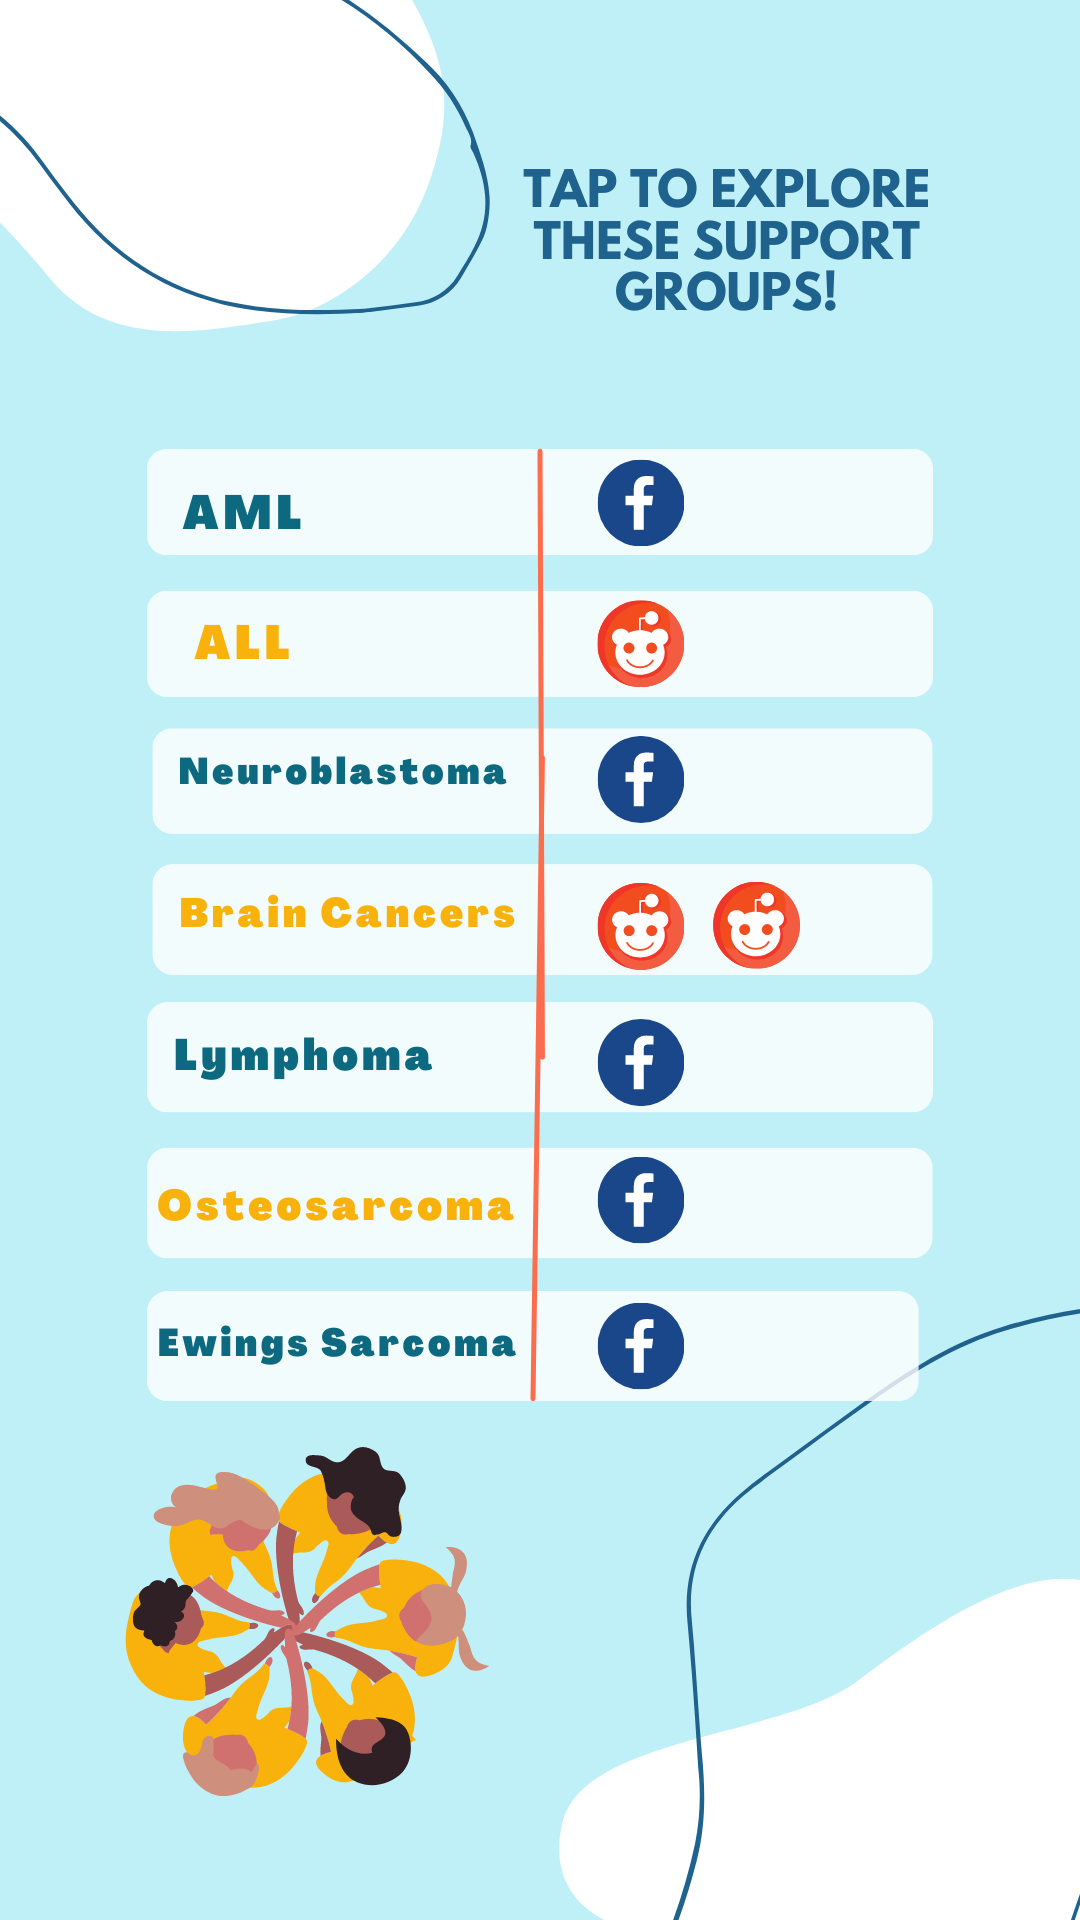 TAP TO EXPLORE
THESE SUPPORT
GROUPS!
AML
ALL
Neuroblastoma
Brain Cancers
Lymphoma
Osteosarcoma
Ewings Sarcoma